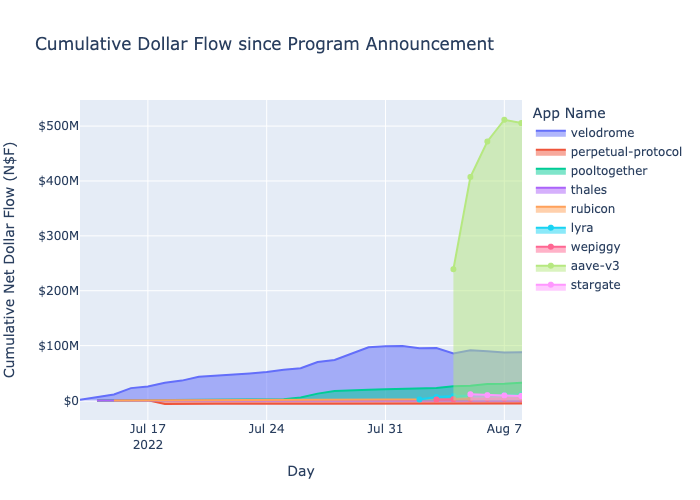 Cumulative Dollar Flow since Program Announcement
Cumulative Net Dollar Flow (N$F)
$500M
$400M
$300M
$200M
$100M
$0
Jul 17
2022
Jul 24
Jul 31
Aug 7
Day
App Name
velodrome
perpetual-protocol
pooltogether
thales
rubicon
lyra
wepiggy
aave-v3
stargate